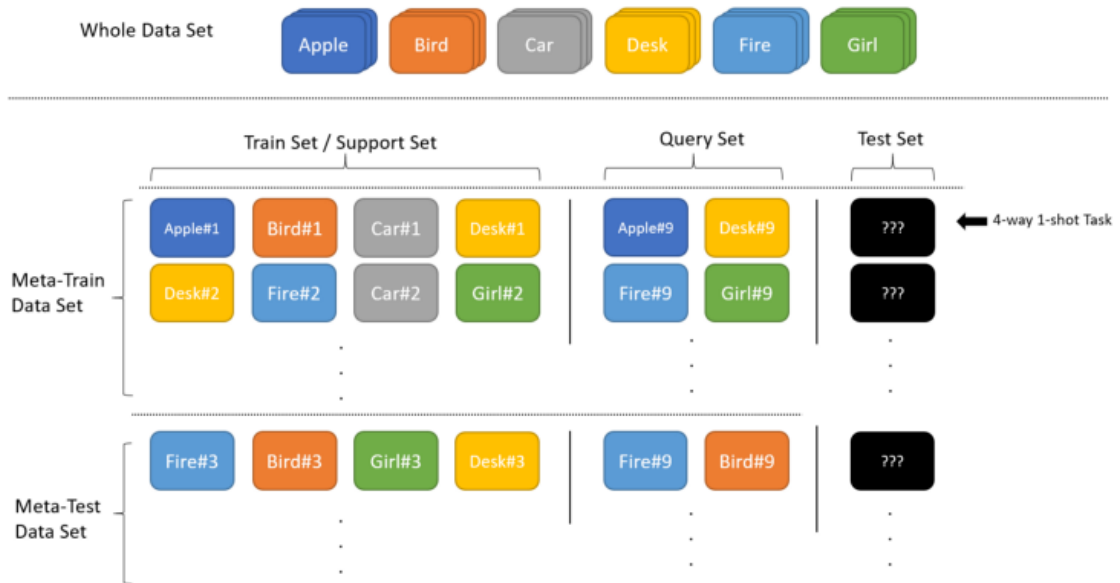 Whole Data Set
Apple Bird Car Desk Fire Girl
Train Set / Support Set Query Set Test Set
Apple#1 Bird#1 Car#1 Desk#1 Apple#9 Desk#9 ??? 4-way 1-shot Task
Meta-Train
Data Set
Desk#2 Fire#2 Car#2 Girl#2 Fire#9 Girl#9 ???
Fire#3 Bird#3 Girl#3 Desk#3 Fire#9 Bird#9 ???
Meta-Test
Data Set